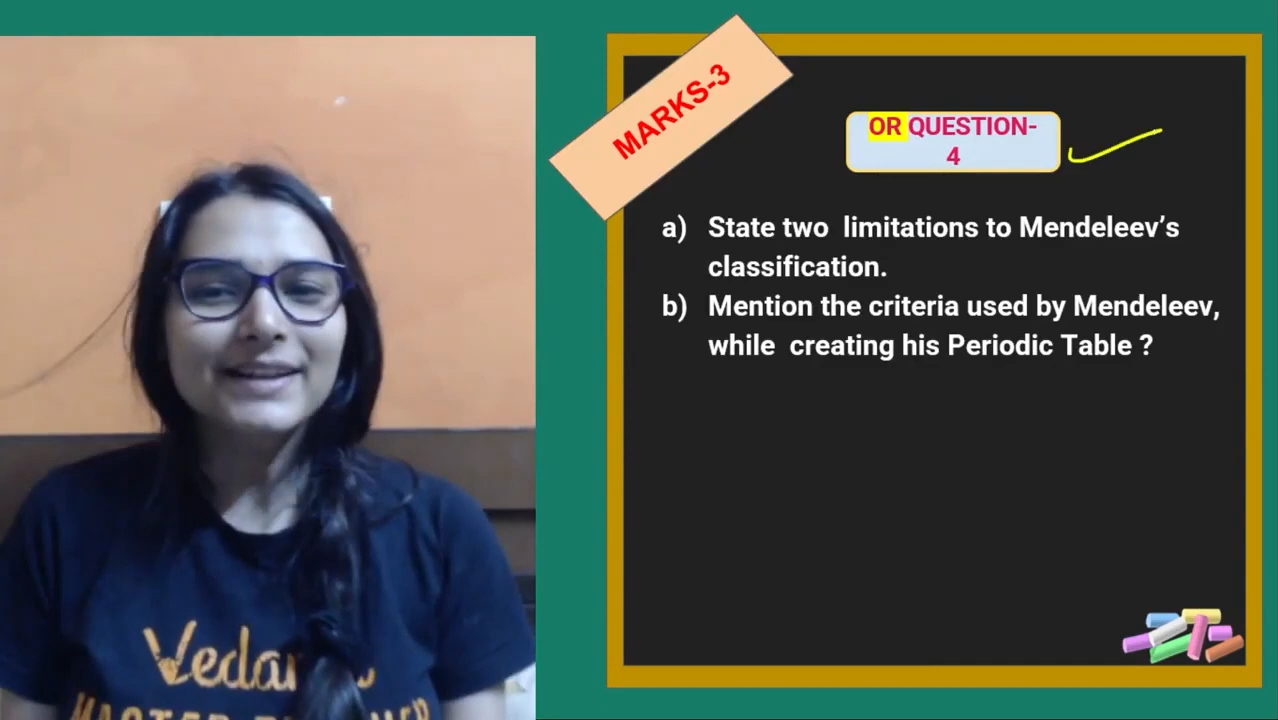 MARKS-3
OR QUESTION-
4
a) State two limitations to Mendeleev’s
classification.
b) Mention the criteria used by Mendeleev,
while creating his Periodic Table ?